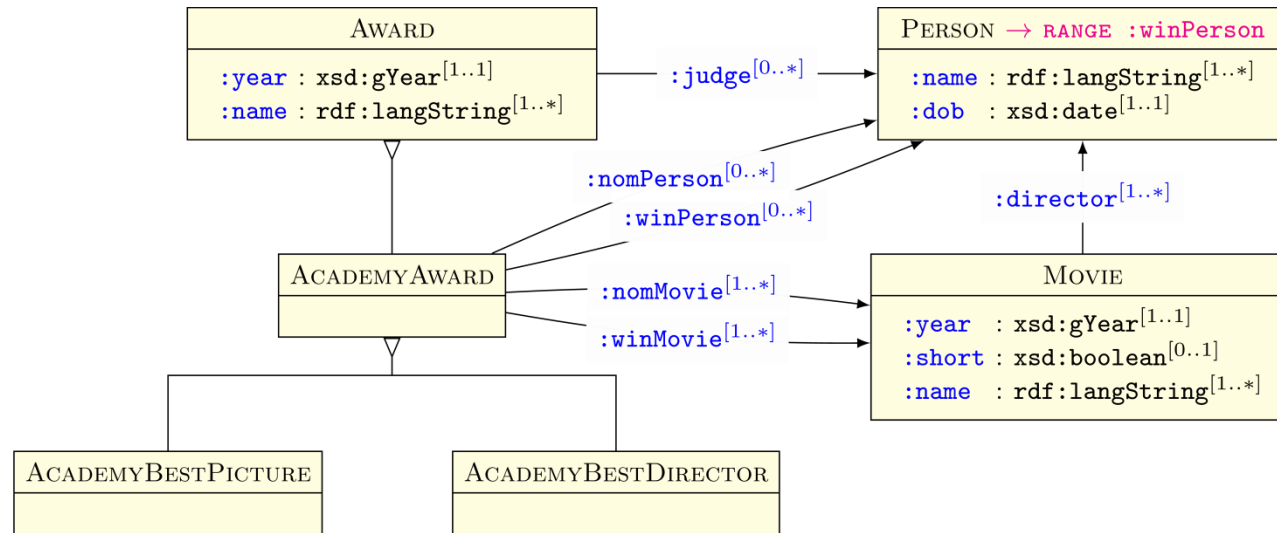 AWARD
:year : xsd:gYear[1..1]
:name : rdf:langString[1..*]
:judge[0..*]
PERSON → RANGE :winPerson
:name : rdf:langString[1..*]
:dob : xsd:date[1..1]
:nomPerson[0..*]
:winPerson[0..*]
:director[1..*]
ACADEMYAWARD
:nomMovie[1..*]
:winMovie[1..*]
MOVIE
:year : xsd:gYear[1..1]
:short : xsd:boolean[0..1]
:name : rdf:langString[1..*]
ACADEMYBESTPICTURE
ACADEMYBESTDIRECTOR